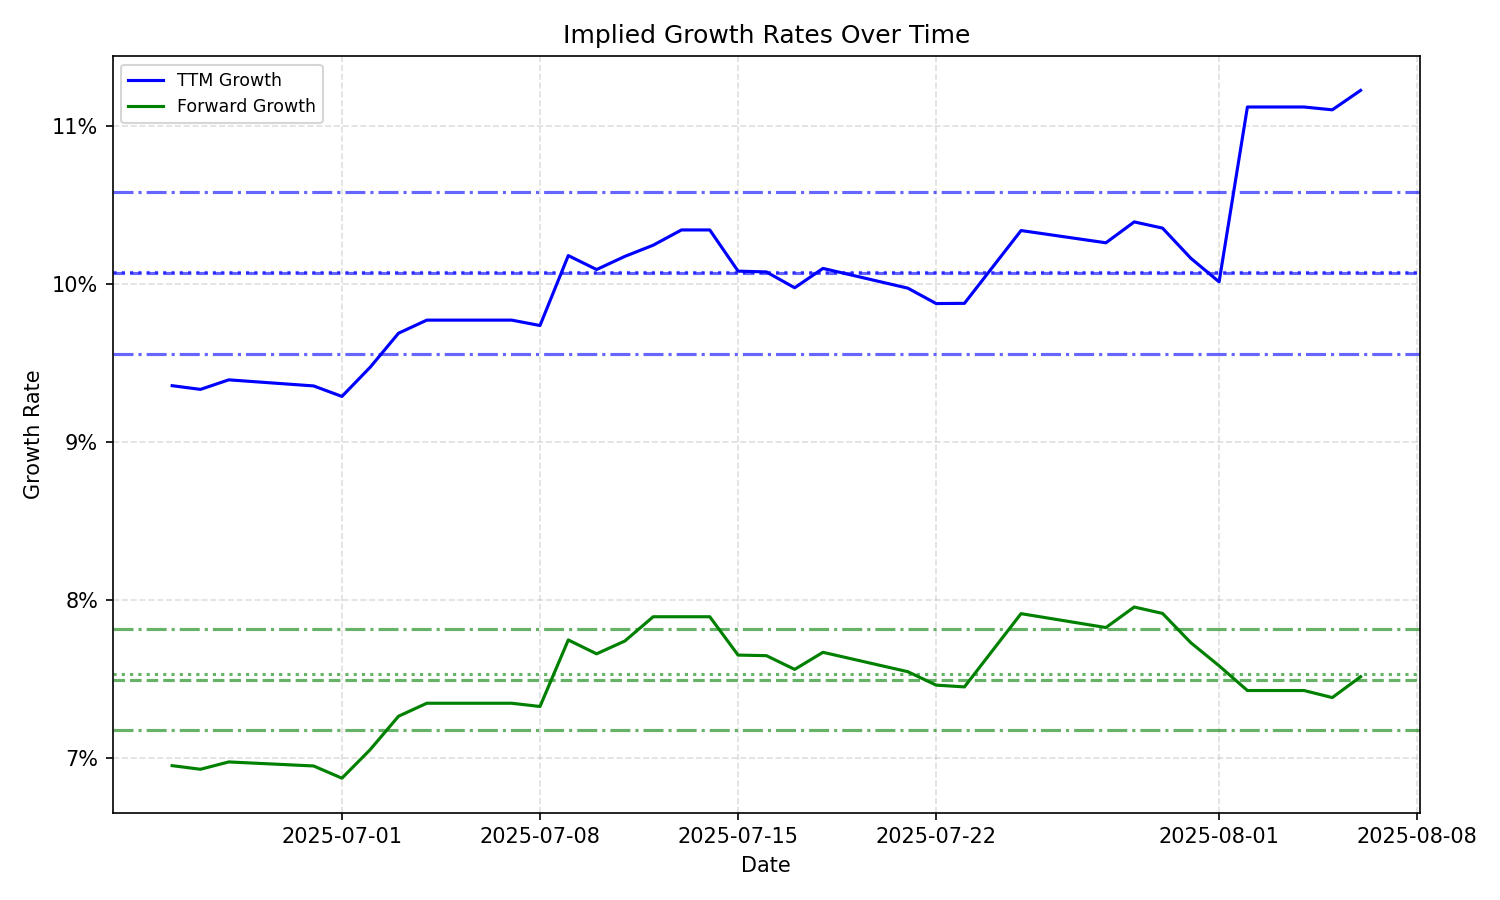 Implied Growth Rates Over Time
TTM Growth
Forward Growth
11%
10%
9%
8%
7%
Growth Rate
2025-07-01
2025-07-08
2025-07-15
2025-07-22
2025-08-01
2025-08-08
Date